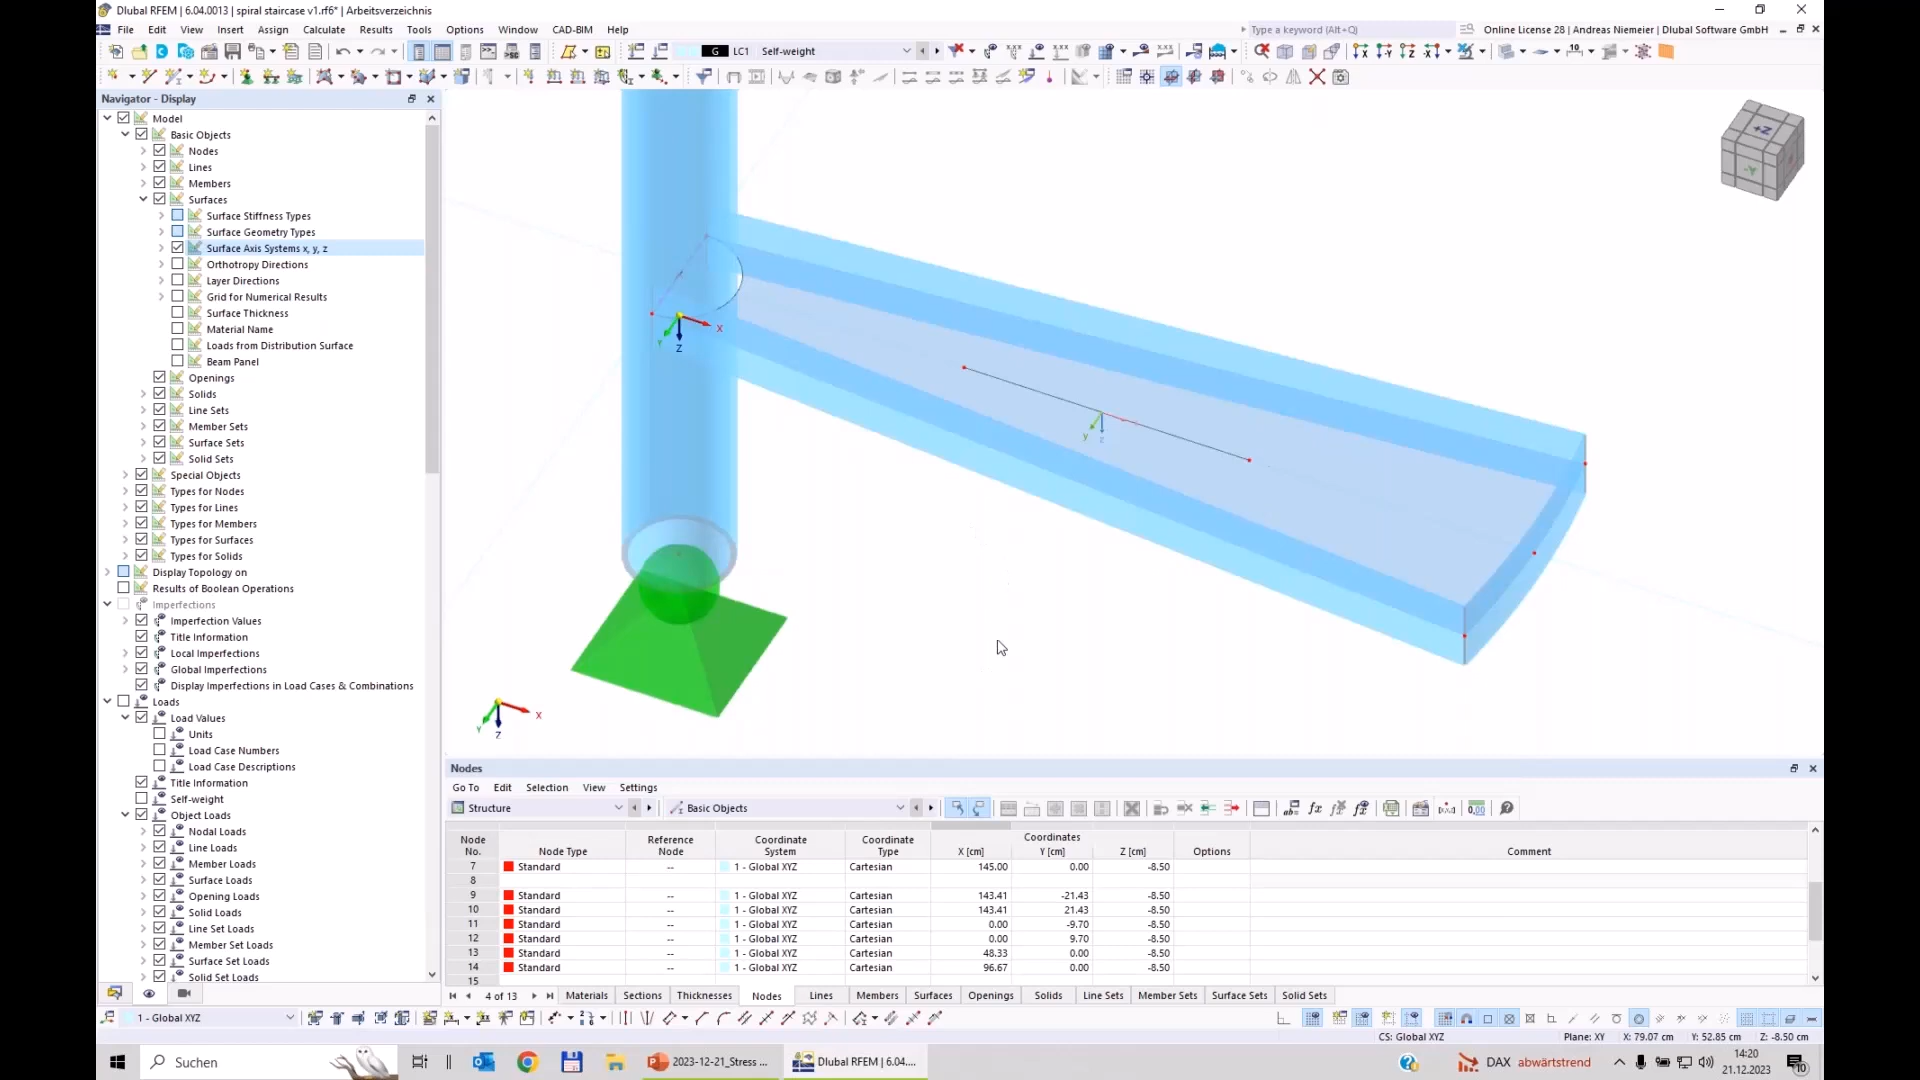 Dlubal RFEM | 6.04.0013 | spiral staircase v1.rf6* | Arbeitsverzeichnis
File Edit View Insert Assign Calculate Results Tools Options Window CAD-BIM Help
Type a keyword (Alt+Q)
Online License 28 | Andreas Niemeier | Dlubal Software GmbH
G LC1 Self-weight
Navigator - Display
Model
Basic Objects
Nodes
Lines
Members
Surfaces
Surface Stiffness Types
Surface Geometry Types
Surface Axis Systems x, y, z
Orthotropy Directions
Layer Directions
Grid for Numerical Results
Surface Thickness
Material Name
Loads from Distribution Surface
Beam Panel
Openings
Solids
Line Sets
Member Sets
Surface Sets
Solid Sets
Special Objects
Types for Nodes
Types for Lines
Types for Members
Types for Surfaces
Types for Solids
Display Topology on
Results of Boolean Operations
Imperfections
Imperfection Values
Title Information
Local Imperfections
Global Imperfections
Display Imperfections in Load Cases & Combinations
Loads
Load Values
Units
Load Case Numbers
Load Case Descriptions
Title Information
Self-weight
Object Loads
Nodal Loads
Line Loads
Member Loads
Surface Loads
Opening Loads
Solid Loads
Line Set Loads
Member Set Loads
Surface Set Loads
Solid Set Loads
+Z
-Y
X
Y
Z
y
z
X
Y
Z
Nodes
Go To Edit Selection View Settings
Structure Basic Objects
Node No. Node Type Reference Node Coordinate System Coordinate Type Coordinates X [cm] Y [cm] Z [cm] Options Comment
7 Standard -- 1 - Global XYZ Cartesian 145.00 0.00 -8.50
8
9 Standard -- 1 - Global XYZ Cartesian 143.41 -21.43 -8.50
10 Standard -- 1 - Global XYZ Cartesian 143.41 21.43 -8.50
11 Standard -- 1 - Global XYZ Cartesian 0.00 -9.70 -8.50
12 Standard -- 1 - Global XYZ Cartesian 0.00 9.70 -8.50
13 Standard -- 1 - Global XYZ Cartesian 48.33 0.00 -8.50
14 Standard -- 1 - Global XYZ Cartesian 96.67 0.00 -8.50
15
4 of 13 Materials Sections Thicknesses Nodes Lines Members Surfaces Openings Solids Line Sets Member Sets Surface Sets Solid Sets
1 - Global XYZ
CS: Global XYZ Plane: XY X: 79.07 cm Y: 52.85 cm Z: -8.50 cm
Suchen
2023-12-21_Stress ...
Dlubal RFEM | 6.04....
DAX abwärtstrend
14:20
21.12.2023
10